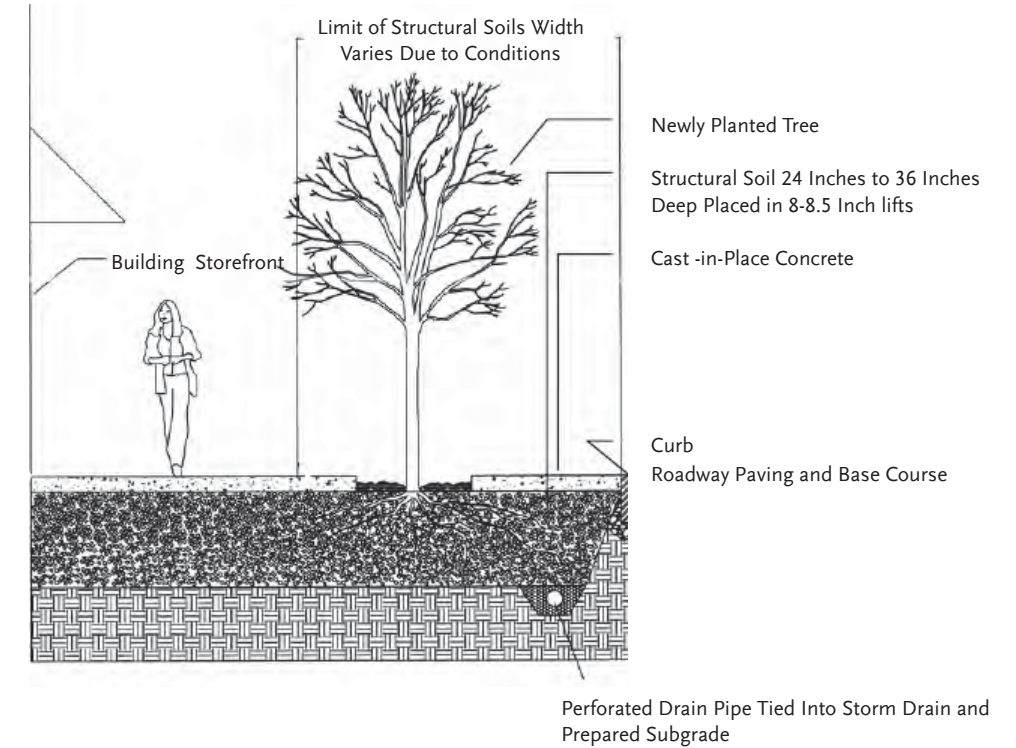 Limit of Structural Soils Width
Varies Due to Conditions
Newly Planted Tree
Structural Soil 24 Inches to 36 Inches
Deep Placed in 8-8.5 Inch lifts
Building Storefront
Cast -in-Place Concrete
Curb
Roadway Paving and Base Course
Perforated Drain Pipe Tied Into Storm Drain and
Prepared Subgrade